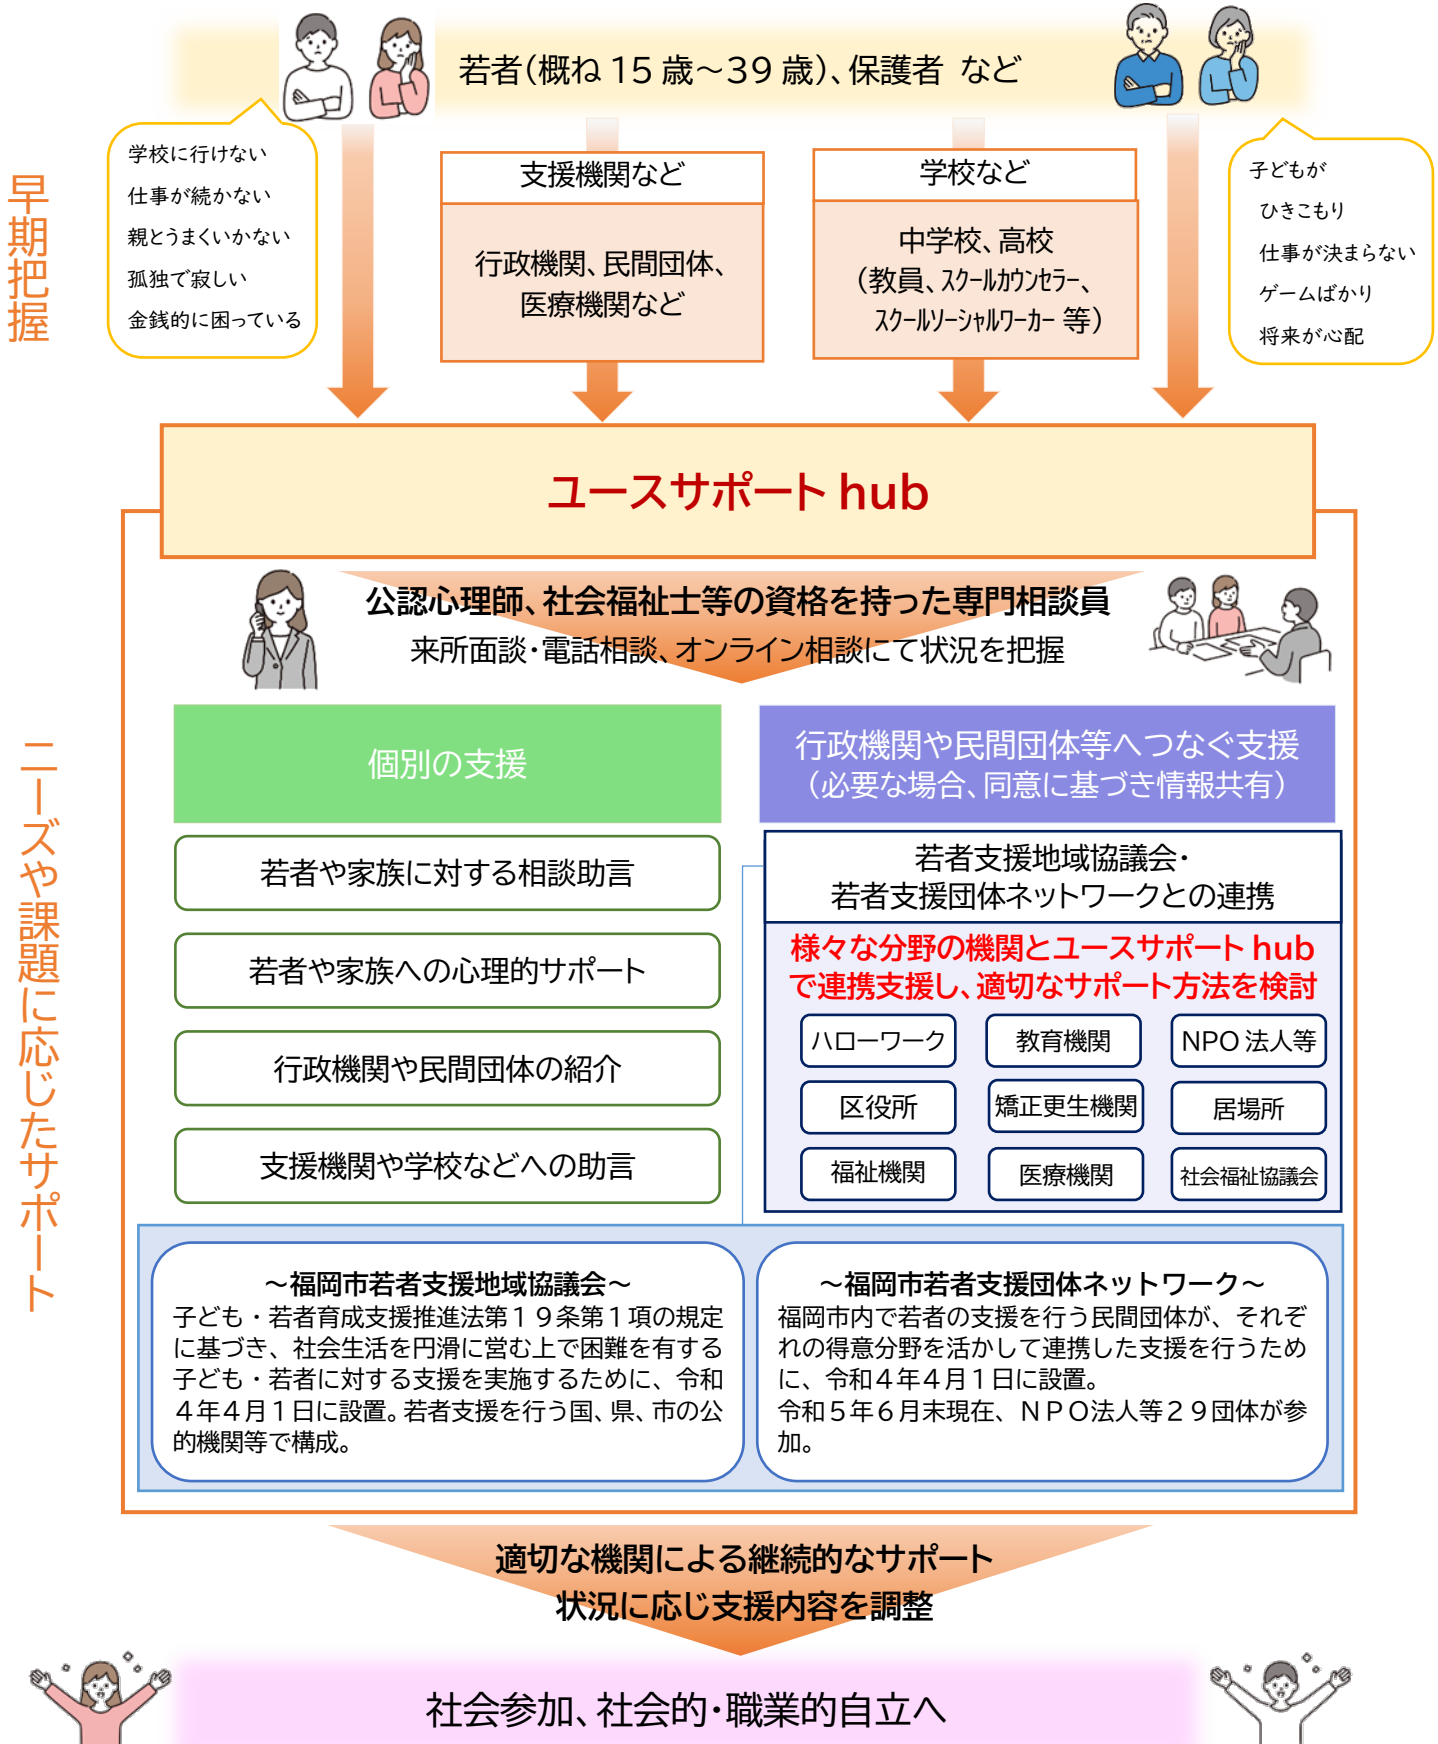 若者(概ね 15 歳～39 歳)、保護者 など
早期把握
学校に行けない
仕事が続かない
親とうまくいかない
孤独で寂しい
金銭的に困っている
支援機関など
行政機関、民間団体、
医療機関など
学校など
中学校、高校
(教員、スクールカウンセラー、
スクールソーシャルワーカー 等)
子どもが
ひきこもり
仕事が決まらない
ゲームばかり
将来が心配
ユースサポート hub
公認心理師、社会福祉士等の資格を持った専門相談員
来所面談・電話相談、オンライン相談にて状況を把握
ニーズや課題に応じたサポート
個別の支援
若者や家族に対する相談助言
若者や家族への心理的サポート
行政機関や民間団体の紹介
支援機関や学校などへの助言
行政機関や民間団体等へつなぐ支援
(必要な場合、同意に基づき情報共有)
若者支援地域協議会・
若者支援団体ネットワークとの連携
様々な分野の機関とユースサポート hub
で連携支援し、適切なサポート方法を検討
ハローワーク
教育機関
NPO 法人等
区役所
矯正更生機関
居場所
福祉機関
医療機関
社会福祉協議会
～福岡市若者支援地域協議会～
子ども・若者育成支援推進法第１９条第１項の規定
に基づき、社会生活を円滑に営む上で困難を有する
子ども・若者に対する支援を実施するために、令和
４年４月１日に設置。若者支援を行う国、県、市の公
的機関等で構成。
～福岡市若者支援団体ネットワーク～
福岡市内で若者の支援を行う民間団体が、それぞ
れの得意分野を活かして連携した支援を行うため
に、令和４年４月１日に設置。
令和５年６月末現在、ＮＰＯ法人等２９団体が参
加。
適切な機関による継続的なサポート
状況に応じ支援内容を調整
社会参加、社会的・職業的自立へ